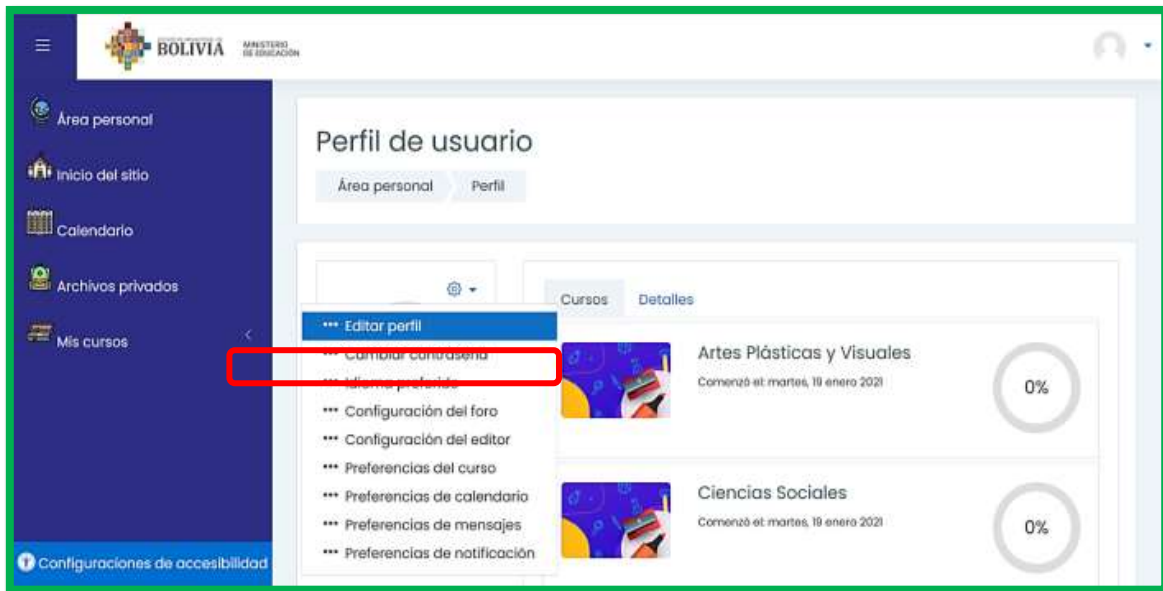 BOLIVIA MINISTERIO
DE EDUCACIÓN
Área personal
Inicio del sitio
Calendario
Archivos privados
Mis cursos
Configuraciones de accesibilidad
Perfil de usuario
Área personal Perfil
Editar perfil
Cambiar contraseña
Idioma preferido
Configuración del foro
Configuración del editor
Preferencias del curso
Preferencias de calendario
Preferencias de mensajes
Preferencias de notificación
Cursos Detalles
Artes Plásticas y Visuales
Comenzó el: martes, 19 enero 2021
0%
Ciencias Sociales
Comenzó el: martes, 19 enero 2021
0%